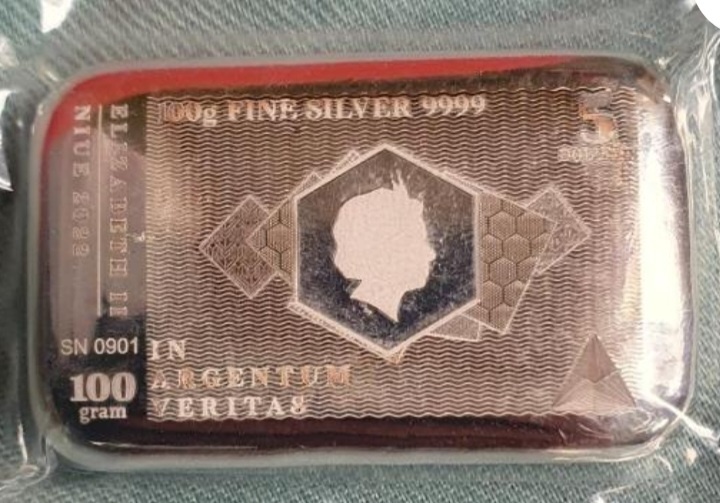 100g FINE SILVER 9999
5
ELIZABETH II
NIUE 2022
SN 0901
100
gram
IN
ARGENTUM
VERITAS